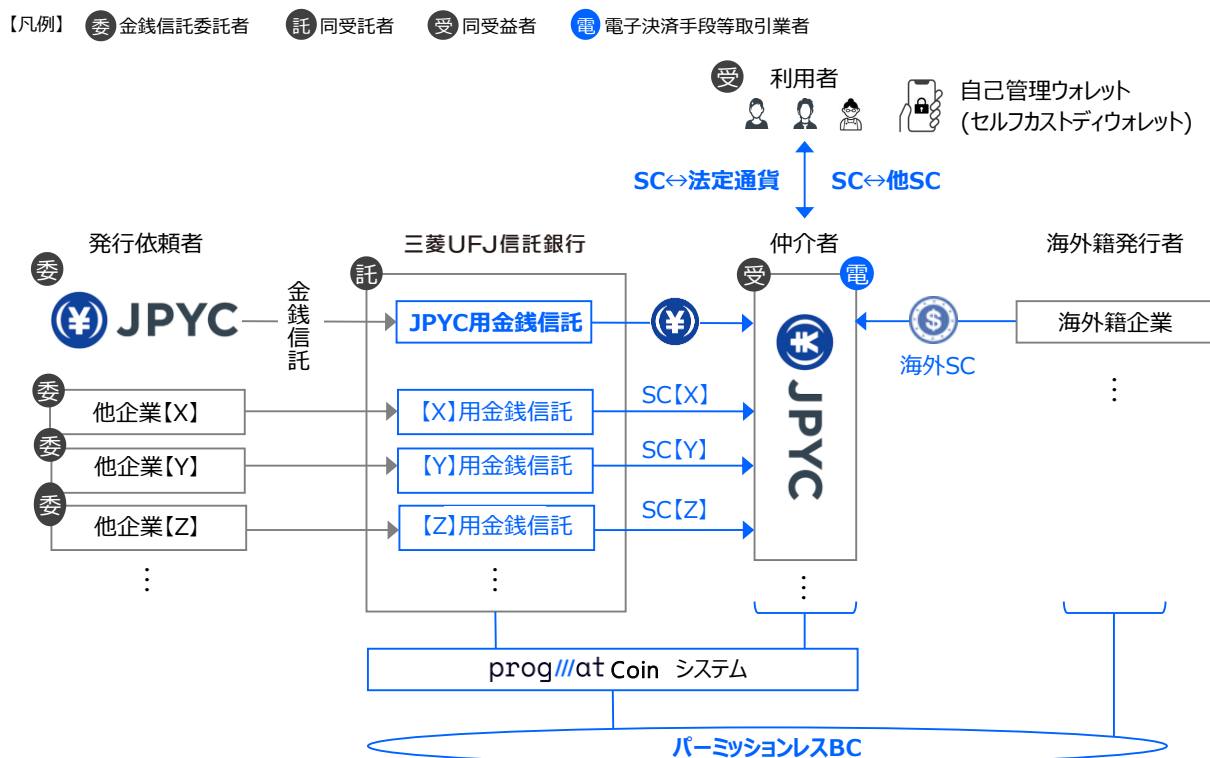 【凡例】 委 金銭信託委託者 託 同受託者 受 同受益者 電 電子決済手段等取引業者
受 利用者
自己管理ウォレット
(セルフカストディウォレット)
SC↔法定通貨 SC↔他SC
発行依頼者 三菱UFJ信託銀行 仲介者 海外籍発行者
委 託 受 電
JPYC 金銭信託 JPYC用金銭信託 海外籍企業
海外SC
JPYC
委 他企業【X】 【X】用金銭信託 SC【X】
委 他企業【Y】 【Y】用金銭信託 SC【Y】
委 他企業【Z】 【Z】用金銭信託 SC【Z】
progmat Coin システム
パーミッションレスBC